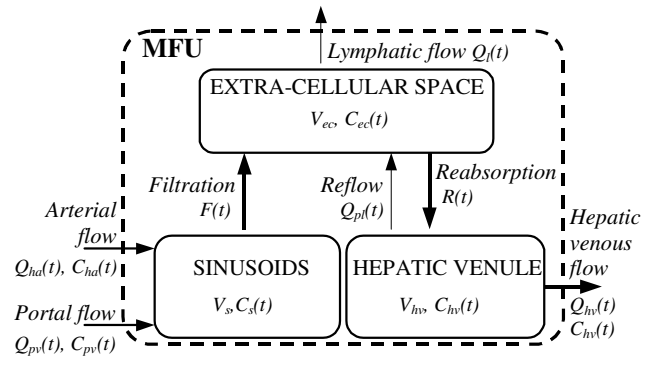 MFU
Lymphatic flow Q_l(t)
EXTRA-CELLULAR SPACE
V_ec, C_ec(t)
Filtration
F(t)
Reflow
Q_pl(t)
Reabsorption
R(t)
Arterial
flow
Q_ha(t), C_ha(t)
Portal flow
Q_pv(t), C_pv(t)
SINUSOIDS
V_s,C_s(t)
HEPATIC VENULE
V_hv, C_hv(t)
Hepatic
venous
flow
Q_hv(t)
C_hv(t)